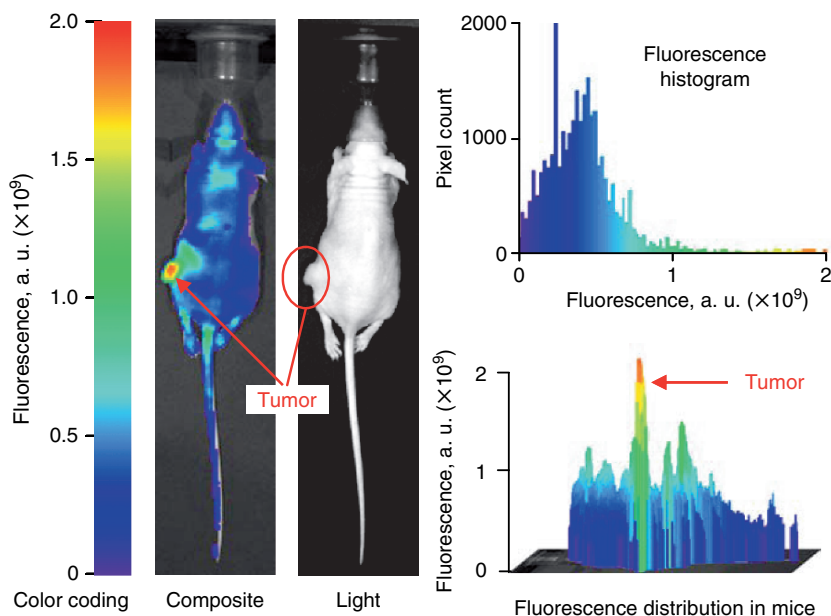 2.0
1.5
1.0
0.5
0
Fluorescence, a. u. (×10⁹)
Color coding
Composite
Light
Tumor
2000
1000
0
Pixel count
Fluorescence
histogram
0
1
2
Fluorescence, a. u. (×10⁹)
2
1
0
Fluorescence, a. u. (×10⁹)
Tumor
Fluorescence distribution in mice